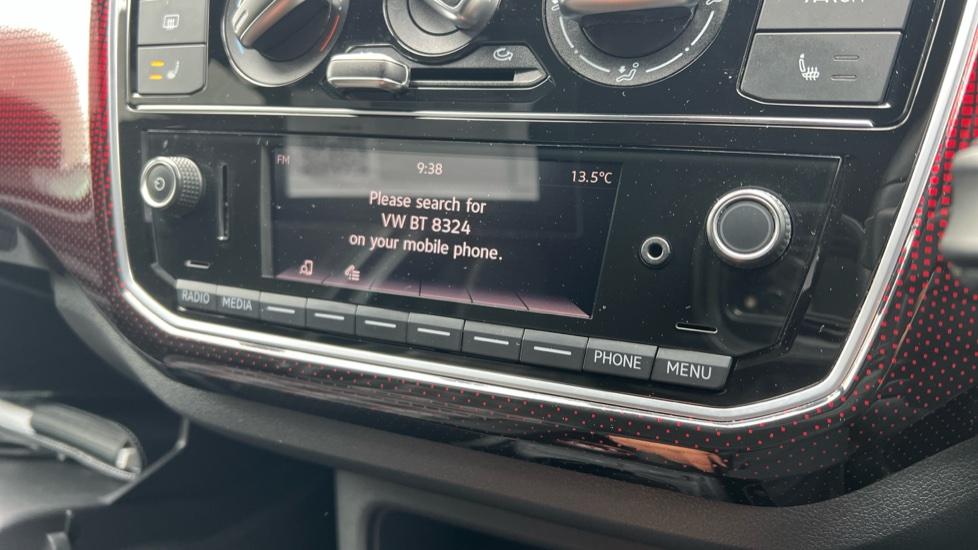 FM 9:38 13.5°C
Please search for
VW BT 8324
on your mobile phone.
RADIO MEDIA PHONE MENU